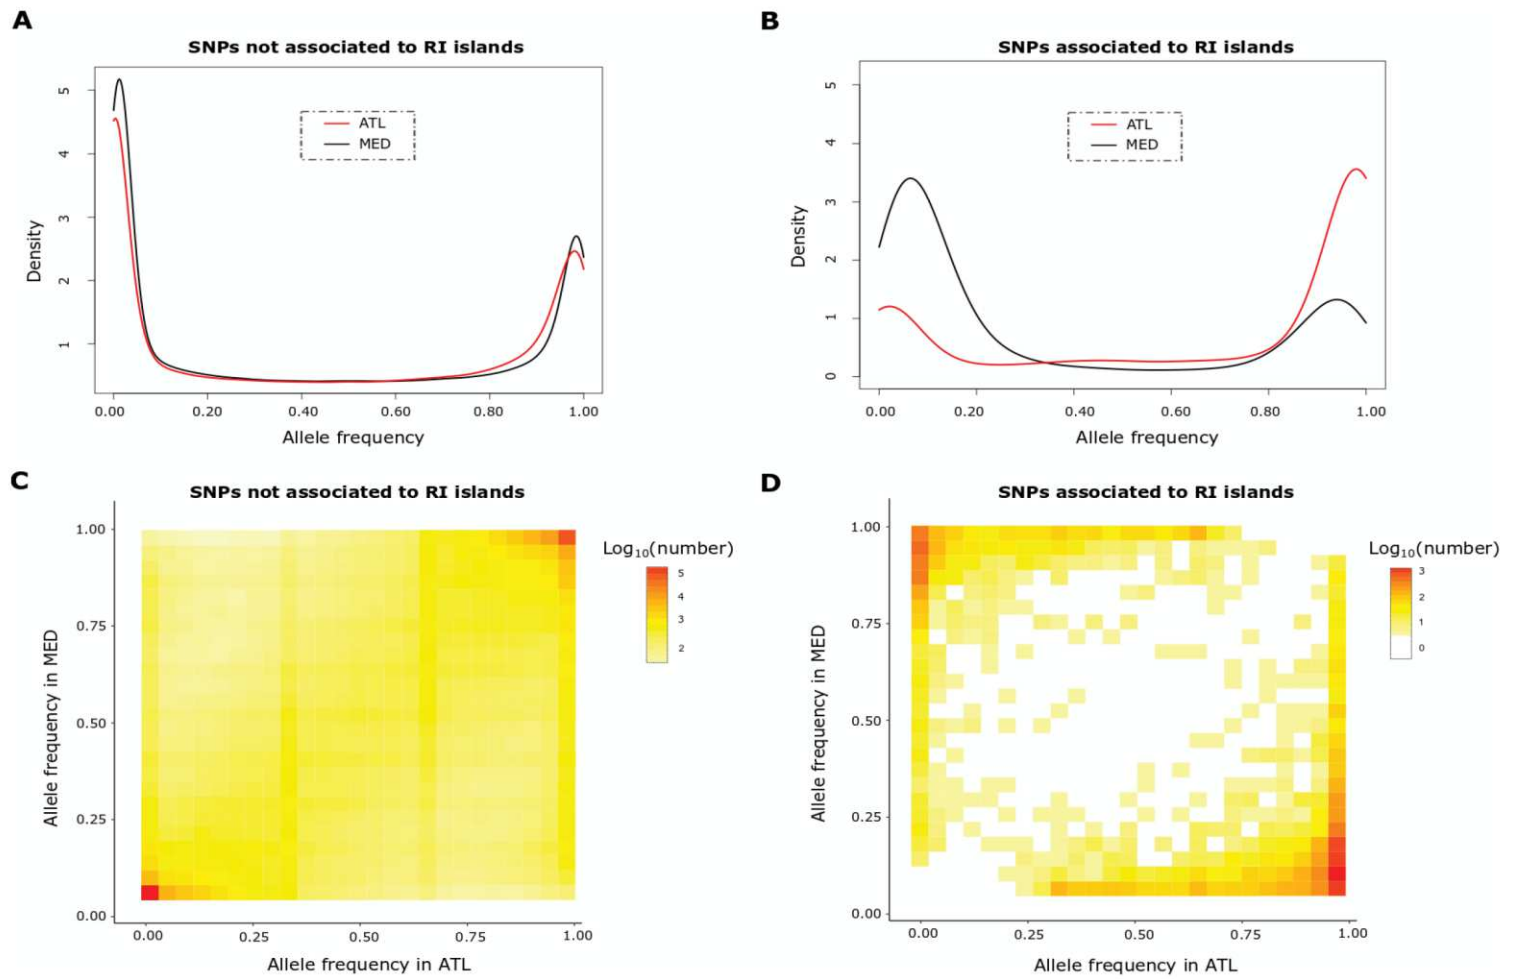 A
SNPs not associated to RI islands
Density
5
4
3
2
1
ATL
MED
0.00 0.20 0.40 0.60 0.80 1.00
Allele frequency
B
SNPs associated to RI islands
Density
5
4
3
2
1
0
ATL
MED
0.00 0.20 0.40 0.60 0.80 1.00
Allele frequency
C
SNPs not associated to RI islands
Allele frequency in MED
1.00
0.75
0.50
0.25
0.00
0.00 0.25 0.50 0.75 1.00
Allele frequency in ATL
Log10(number)
5
4
3
2
D
SNPs associated to RI islands
Allele frequency in MED
1.00
0.75
0.50
0.25
0.00
0.00 0.25 0.50 0.75 1.00
Allele frequency in ATL
Log10(number)
3
2
1
0